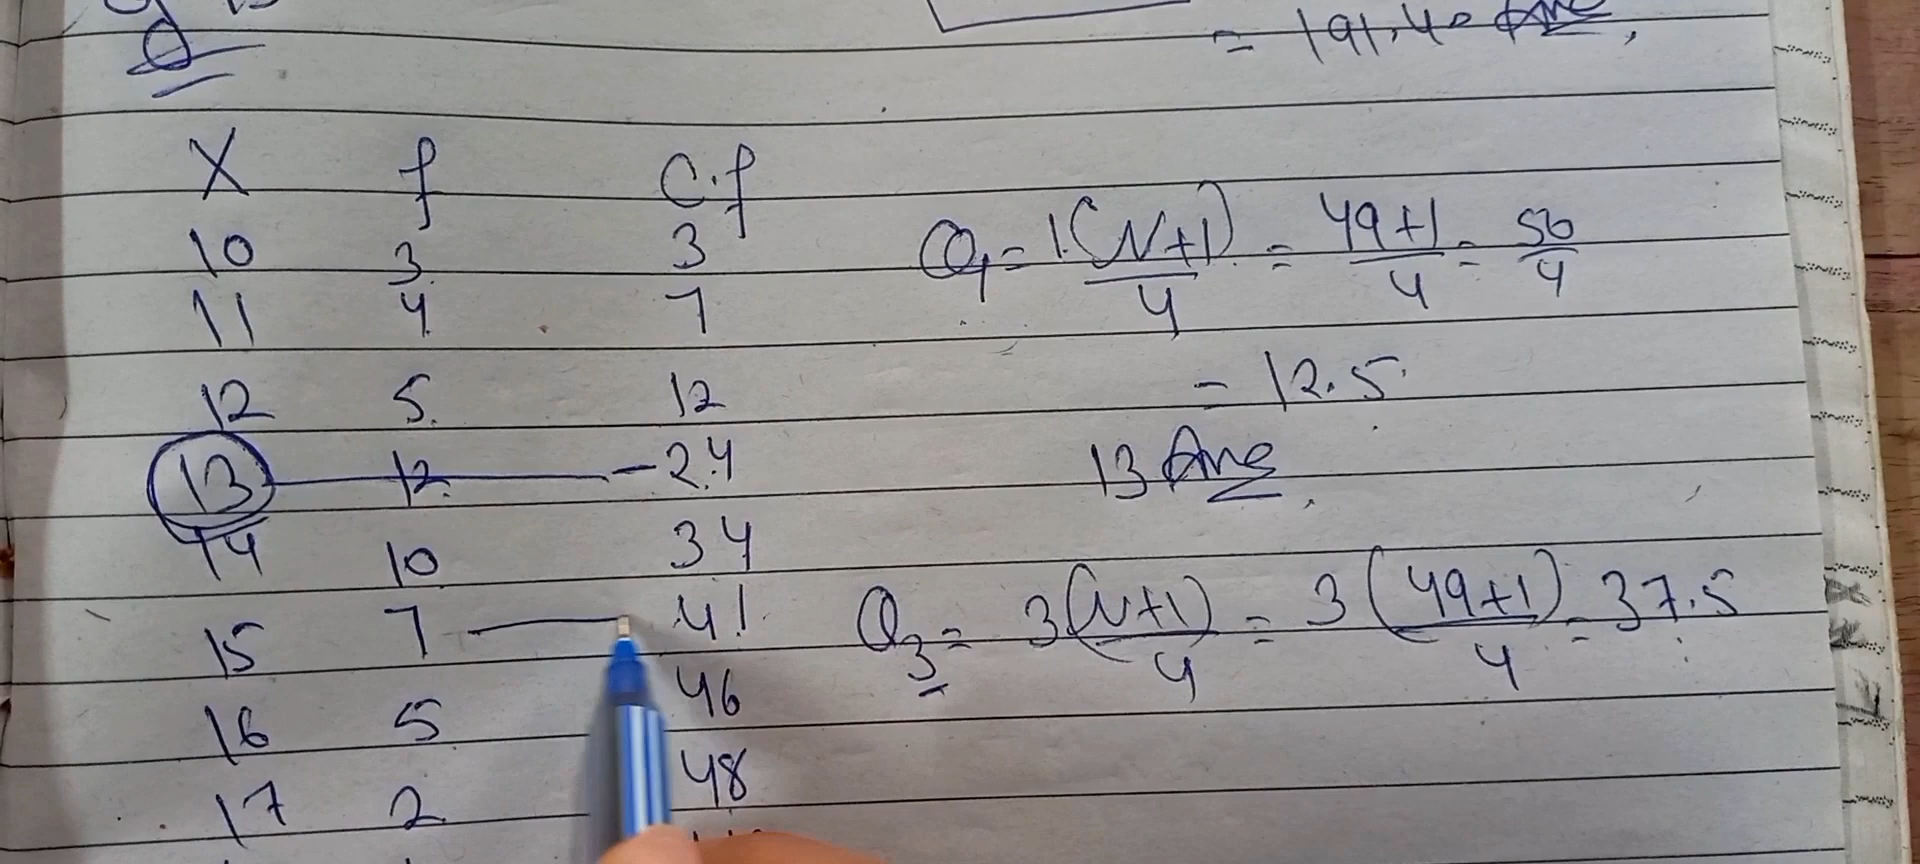 = 191.40 Ans,
Q
X f C.f
10 3 3
11 4 7
12 5 12
13 12 24
14 10 34
15 7 41
16 5 46
17 2 48
Q1 = 1.(N+1)/4 = 49+1/4 = 50/4
= 12.5
13 Ans
Q3 = 3(N+1)/4 = 3(49+1)/4 = 37.5